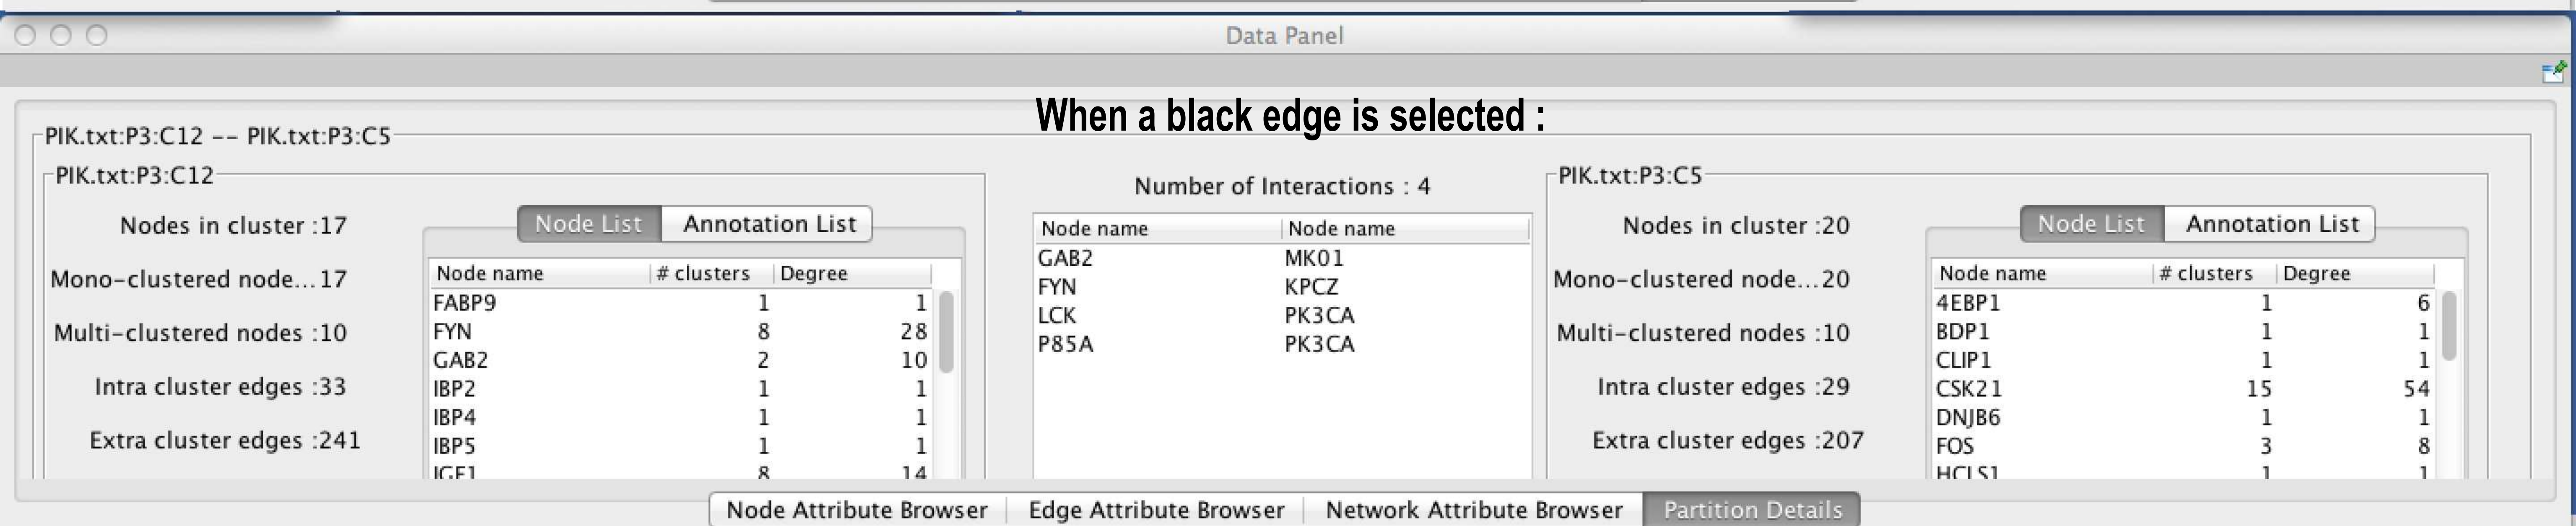 Data Panel
When a black edge is selected :
PIK.txt:P3:C12 -- PIK.txt:P3:C5
PIK.txt:P3:C12
Nodes in cluster :17
Mono-clustered node...17
Multi-clustered nodes :10
Intra cluster edges :33
Extra cluster edges :241
Node List Annotation List
Node name # clusters Degree
FABP9 1 1
FYN 8 28
GAB2 2 10
IBP2 1 1
IBP4 1 1
IBP5 1 1
IGF1 8 14
Number of Interactions : 4
Node name Node name
GAB2 MK01
FYN KPCZ
LCK PK3CA
P85A PK3CA
PIK.txt:P3:C5
Nodes in cluster :20
Mono-clustered node...20
Multi-clustered nodes :10
Intra cluster edges :29
Extra cluster edges :207
Node List Annotation List
Node name # clusters Degree
4EBP1 1 6
BDP1 1 1
CLIP1 1 1
CSK21 15 54
DNJB6 1 1
FOS 3 8
HCLS1 1 1
Node Attribute Browser Edge Attribute Browser Network Attribute Browser Partition Details